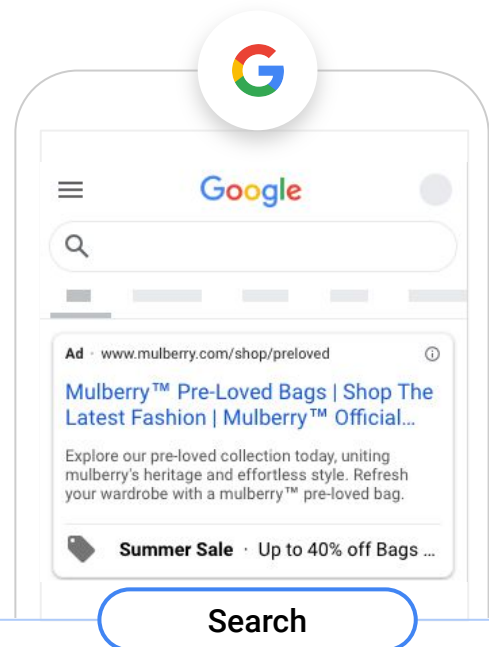 G
Google
Ad · www.mulberry.com/shop/preloved
Mulberry™ Pre-Loved Bags | Shop The
Latest Fashion | Mulberry™ Official...
Explore our pre-loved collection today, uniting
mulberry's heritage and effortless style. Refresh
your wardrobe with a mulberry™ pre-loved bag.
Summer Sale · Up to 40% off Bags ...
Search